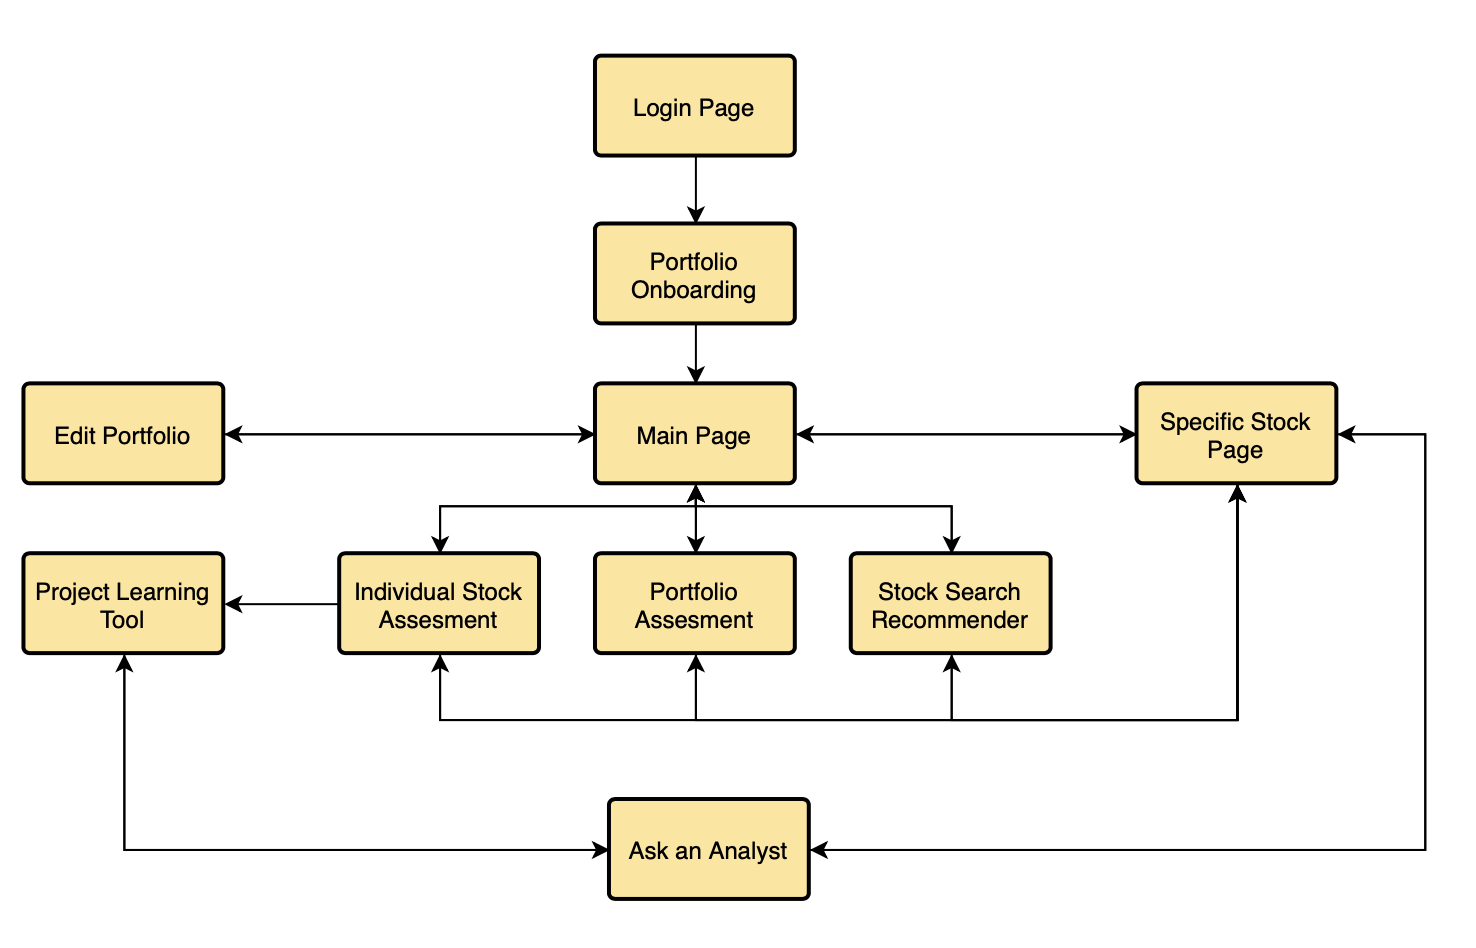 Login Page
Portfolio
Onboarding
Edit Portfolio
Main Page
Specific Stock
Page
Project Learning
Tool
Individual Stock
Assesment
Portfolio
Assesment
Stock Search
Recommender
Ask an Analyst